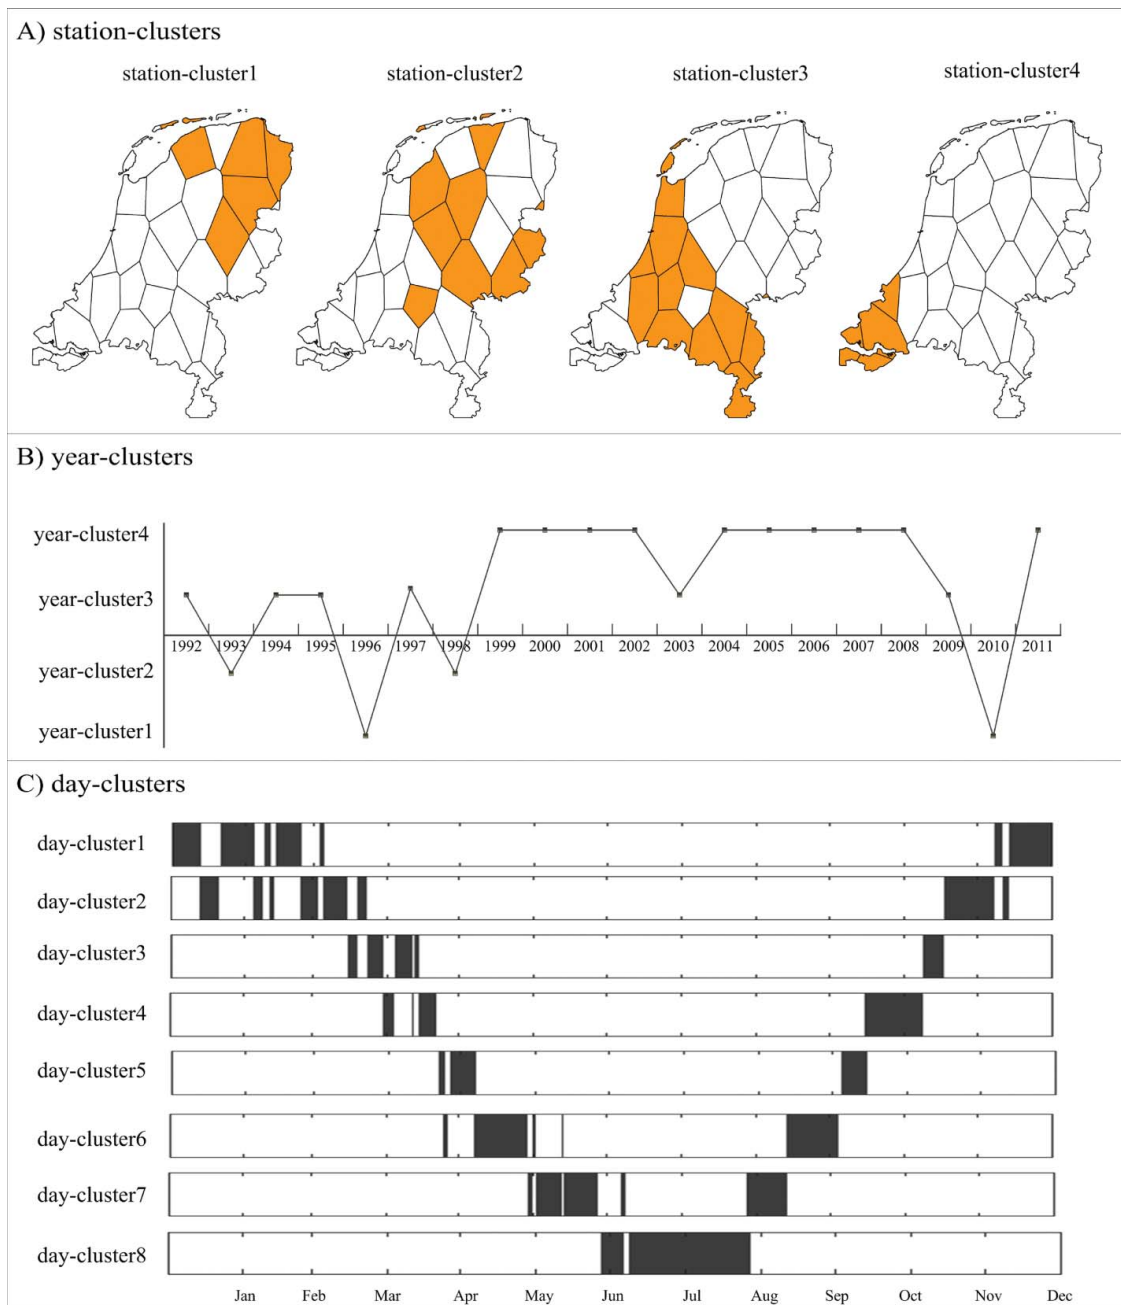 A) station-clusters
station-cluster1 station-cluster2 station-cluster3 station-cluster4
B) year-clusters
year-cluster4
year-cluster3
1992 1993 1994 1995 1996 1997 1998 1999 2000 2001 2002 2003 2004 2005 2006 2007 2008 2009 2010 2011
year-cluster2
year-cluster1
C) day-clusters
day-cluster1
day-cluster2
day-cluster3
day-cluster4
day-cluster5
day-cluster6
day-cluster7
day-cluster8
Jan Feb Mar Apr May Jun Jul Aug Sep Oct Nov Dec